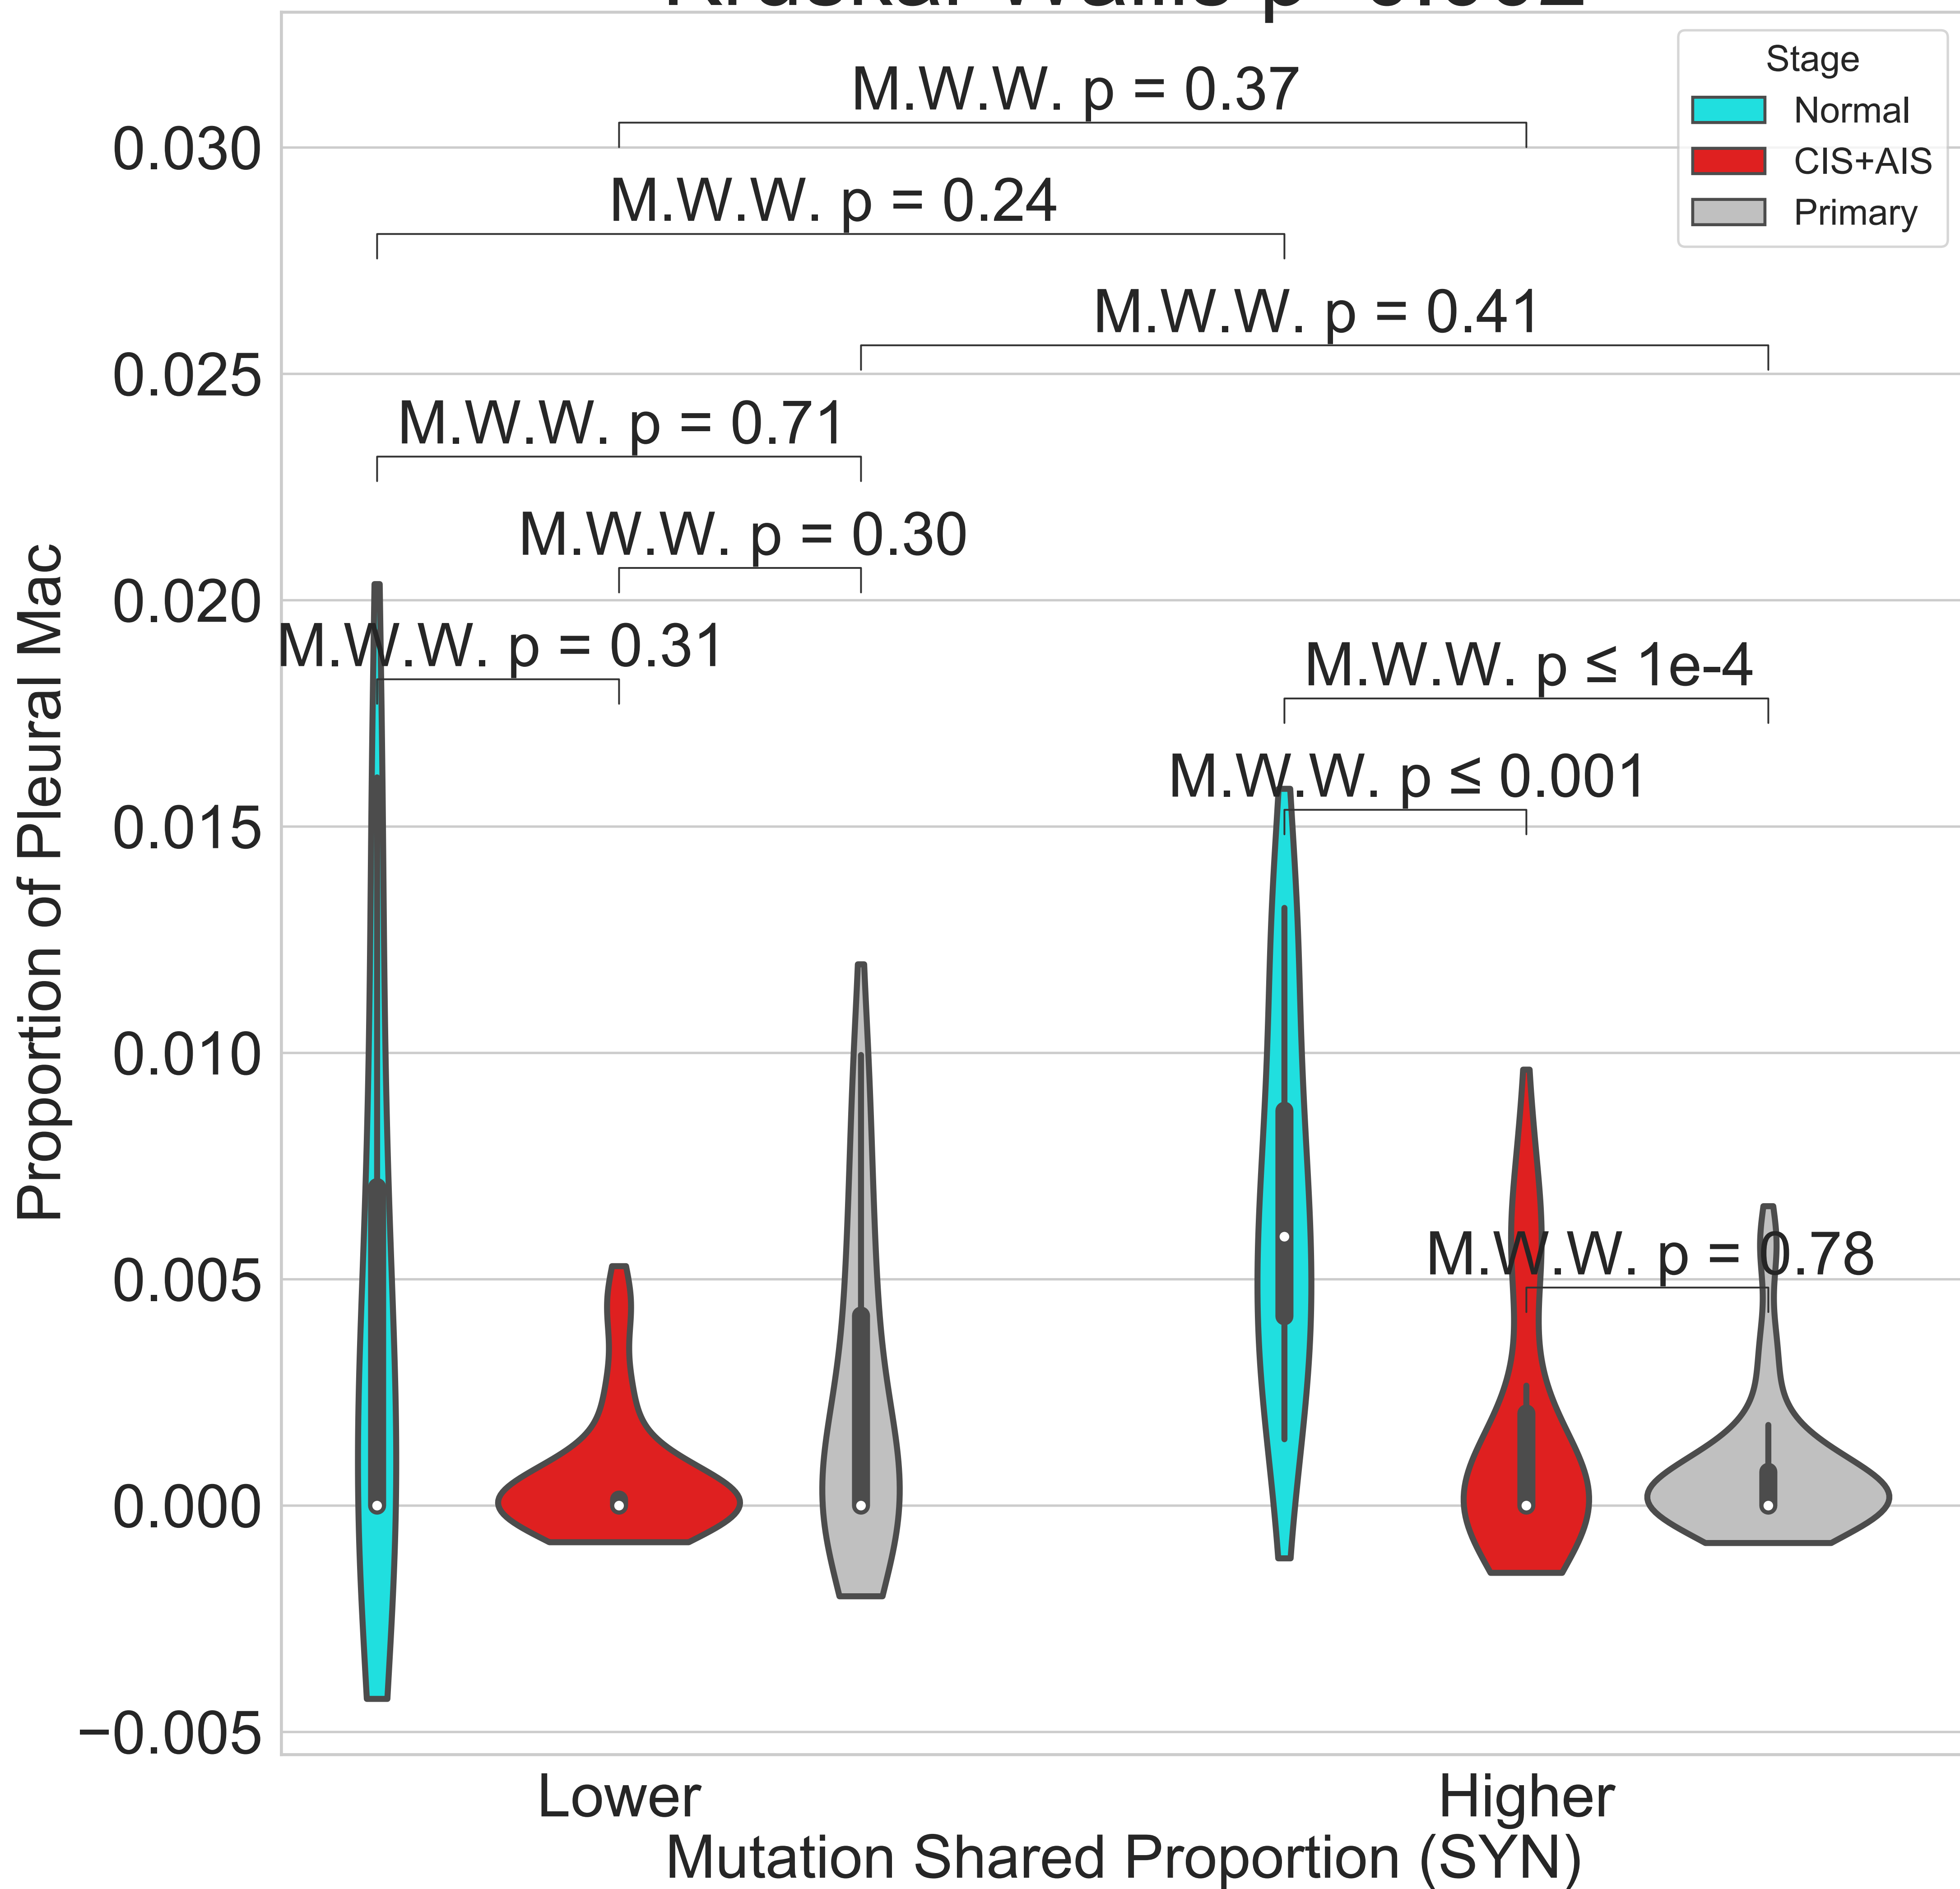 Stage
Normal
CIS+AIS
Primary
M.W.W. p = 0.37
M.W.W. p = 0.24
M.W.W. p = 0.41
M.W.W. p = 0.71
M.W.W. p = 0.30
M.W.W. p = 0.31
M.W.W. p ≤ 1e-4
M.W.W. p ≤ 0.001
M.W.W. p = 0.78
0.030
0.025
0.020
0.015
0.010
0.005
0.000
−0.005
Proportion of Pleural Mac
Lower
Higher
Mutation Shared Proportion (SYN)